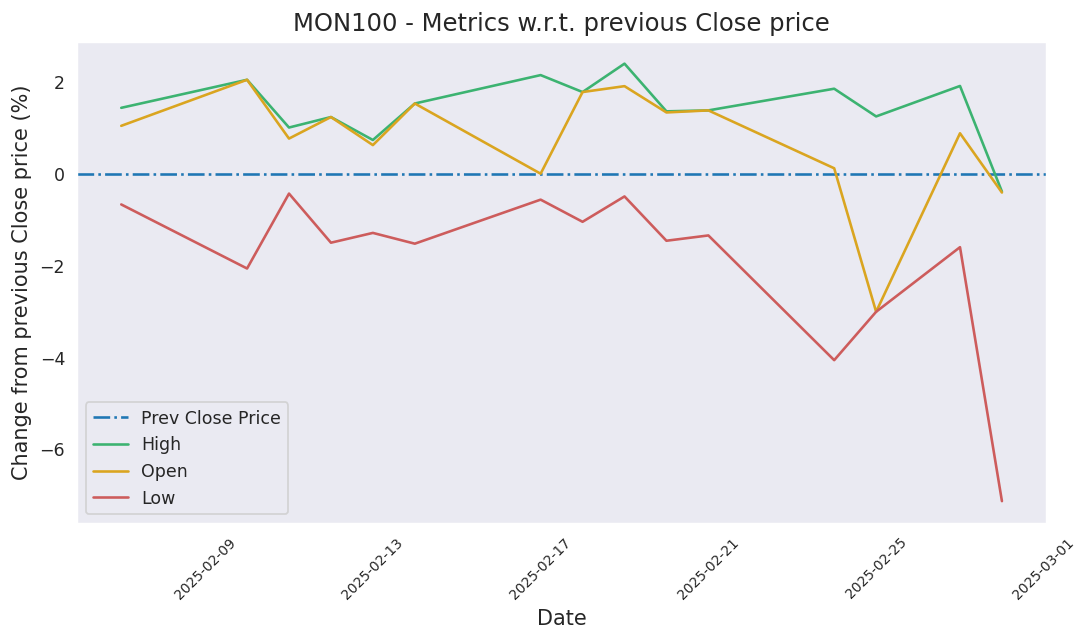 MON100 - Metrics w.r.t. previous Close price
Change from previous Close price (%)
2
0
−2
−4
−6
Prev Close Price
High
Open
Low
2025-02-09
2025-02-13
2025-02-17
2025-02-21
2025-02-25
2025-03-01
Date